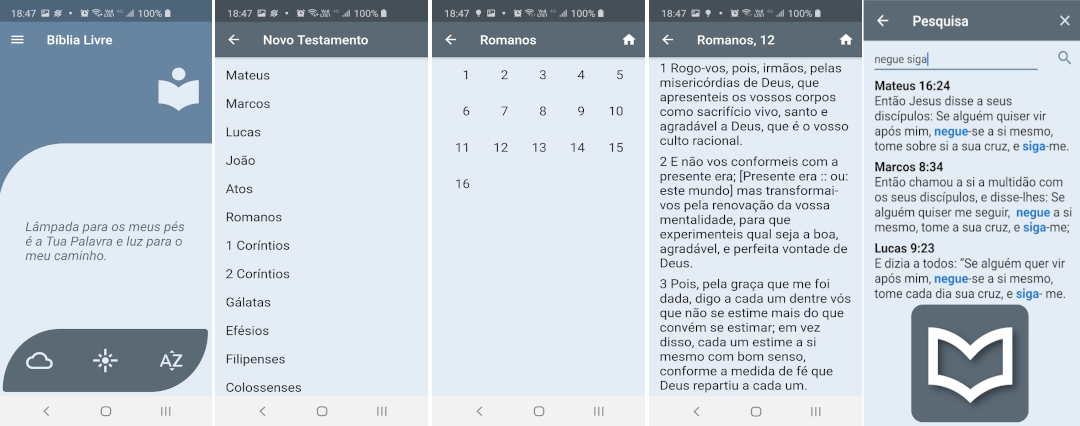 18:47 100%
Bíblia Livre
Lâmpada para os meus pés
é a Tua Palavra e luz para o
meu caminho.
AZ
18:47 100%
Novo Testamento
Mateus
Marcos
Lucas
João
Atos
Romanos
1 Coríntios
2 Coríntios
Gálatas
Efésios
Filipenses
Colossenses
18:47 100%
Romanos
1 2 3 4 5
6 7 8 9 10
11 12 13 14 15
16
18:47 100%
Romanos, 12
1 Rogo-vos, pois, irmãos, pelas
misericórdias de Deus, que
apresenteis os vossos corpos
como sacrifício vivo, santo e
agradável a Deus, que é o vosso
culto racional.
2 E não vos conformeis com a
presente era; [Presente era :: ou:
este mundo] mas transformai-
vos pela renovação da vossa
mentalidade, para que
experimenteis qual seja a boa,
agradável, e perfeita vontade de
Deus.
3 Pois, pela graça que me foi
dada, digo a cada um dentre vós
que não se estime mais do que
convém se estimar; em vez
disso, cada um estime a si
mesmo com bom senso,
conforme a medida de fé que
Deus repartiu a cada um.
Pesquisa
negue siga
Mateus 16:24
Então Jesus disse a seus
discípulos: Se alguém quiser vir
após mim, negue-se a si mesmo,
tome sobre si a sua cruz, e siga-me.
Marcos 8:34
Então chamou a si a multidão com
os seus discípulos, e disse-lhes: Se
alguém quiser me seguir, negue a si
mesmo, tome a sua cruz, e siga-me;
Lucas 9:23
E dizia a todos: “Se alguém quer vir
após mim, negue-se a si mesmo,
tome cada dia sua cruz, e siga- me.